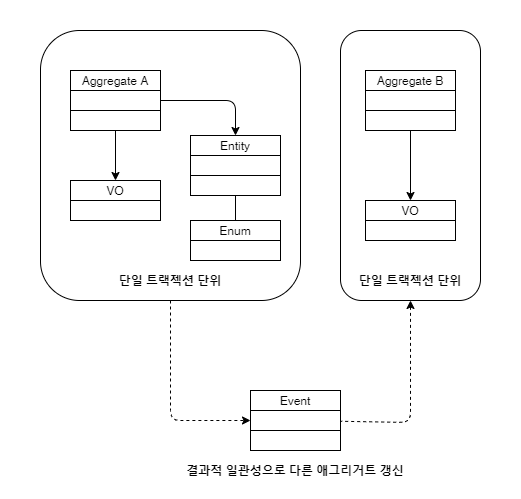 Aggregate A
Entity
VO
Enum
단일 트랙젝션 단위
Aggregate B
VO
단일 트랙젝션 단위
Event
결과적 일관성으로 다른 애그리거트 갱신